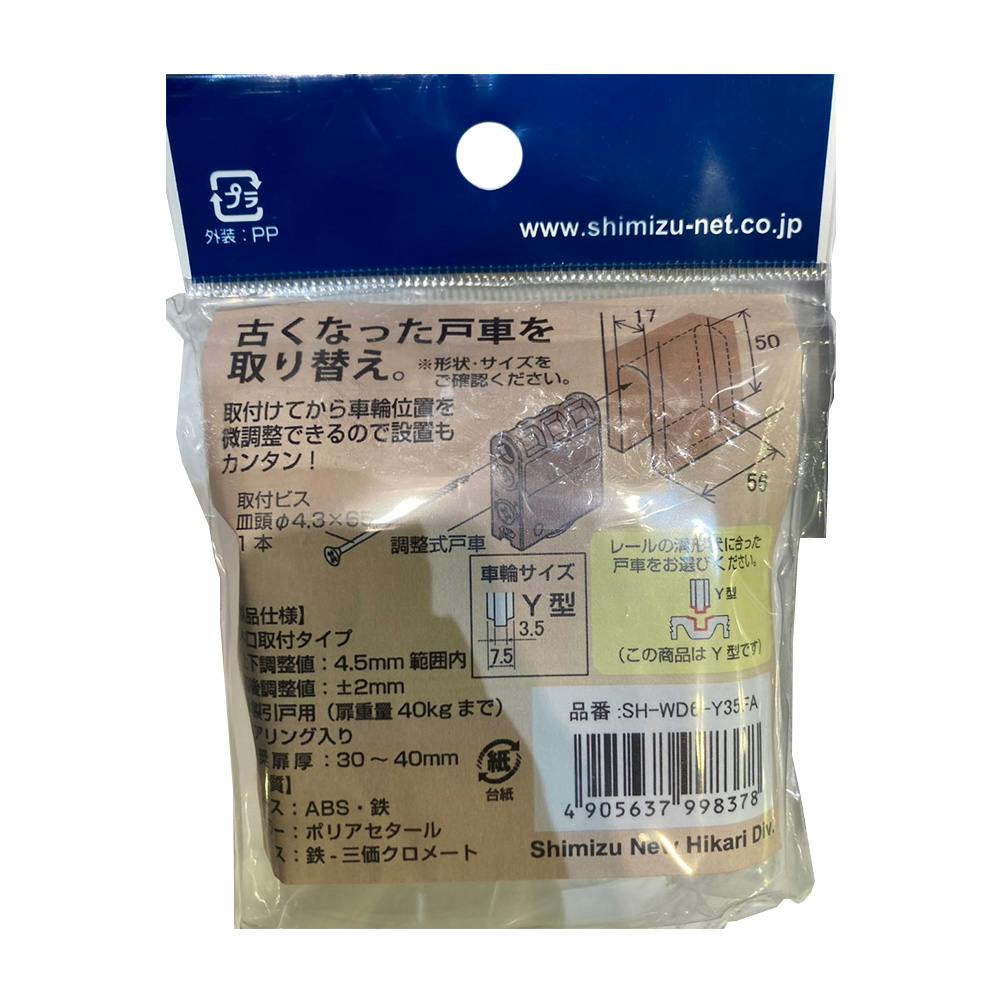 プラ
外装：PP
www.shimizu-net.co.jp
古くなった戸車を
取り替え。
※形状・サイズを
ご確認ください。
取付けてから車輪位置を
微調整できるので設置も
カンタン！
取付ビス
皿頭φ4.3×65
1本
調整式戸車
17
50
56
車輪サイズ
Y型
3.5
7.5
レールの溝形状に合った
戸車をお選びください。
Y型
(この商品はY型です)
品仕様】
口取付タイプ
下調整値：4.5mm範囲内
後調整値：±2mm
引戸用（扉重量40kgまで）
アリング入り
扉厚：30～40mm
質】
ス：ABS・鉄
ー：ポリアセタール
ス：鉄-三価クロメート
紙
台紙
品番:SH-WD6-Y35FA
4 905637 998378
Shimizu New Hikari Div.